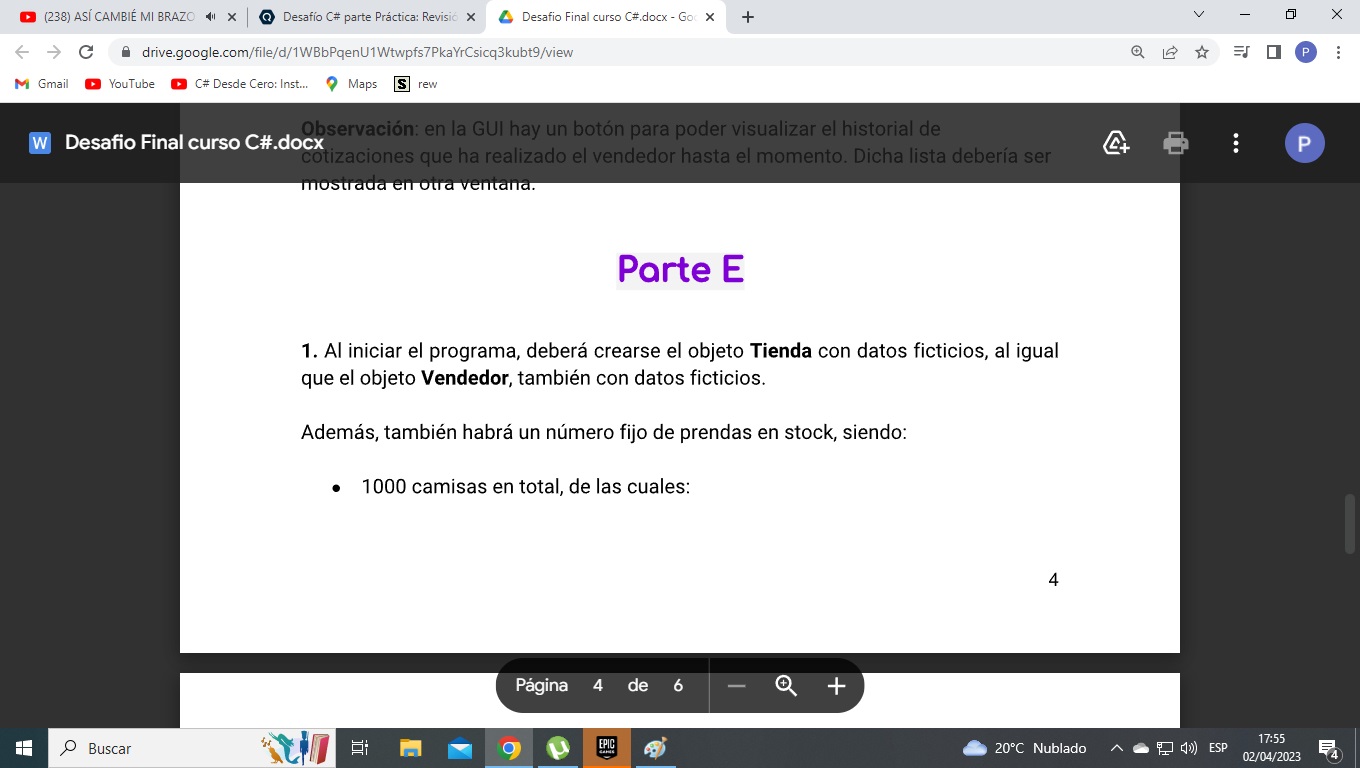 (238) ASÍ CAMBIÉ MI BRAZO
Desafío C# parte Práctica: Revisió
Desafio Final curso C#.docx - Goo
drive.google.com/file/d/1WBbPqenU1Wtwpfs7PkaYrCsicq3kubt9/view
P
Gmail
YouTube
C# Desde Cero: Inst...
Maps
S
rew
W
Desafio Final curso C#.docx
P
Observación: en la GUI hay un botón para poder visualizar el historial de
cotizaciones que ha realizado el vendedor hasta el momento. Dicha lista debería ser
mostrada en otra ventana.
Parte E
1. Al iniciar el programa, deberá crearse el objeto Tienda con datos ficticios, al igual
que el objeto Vendedor, también con datos ficticios.
Además, también habrá un número fijo de prendas en stock, siendo:
● 1000 camisas en total, de las cuales:
4
Página 4 de 6
Buscar
EPIC
GAMES
20°C Nublado
ESP
17:55
02/04/2023
4